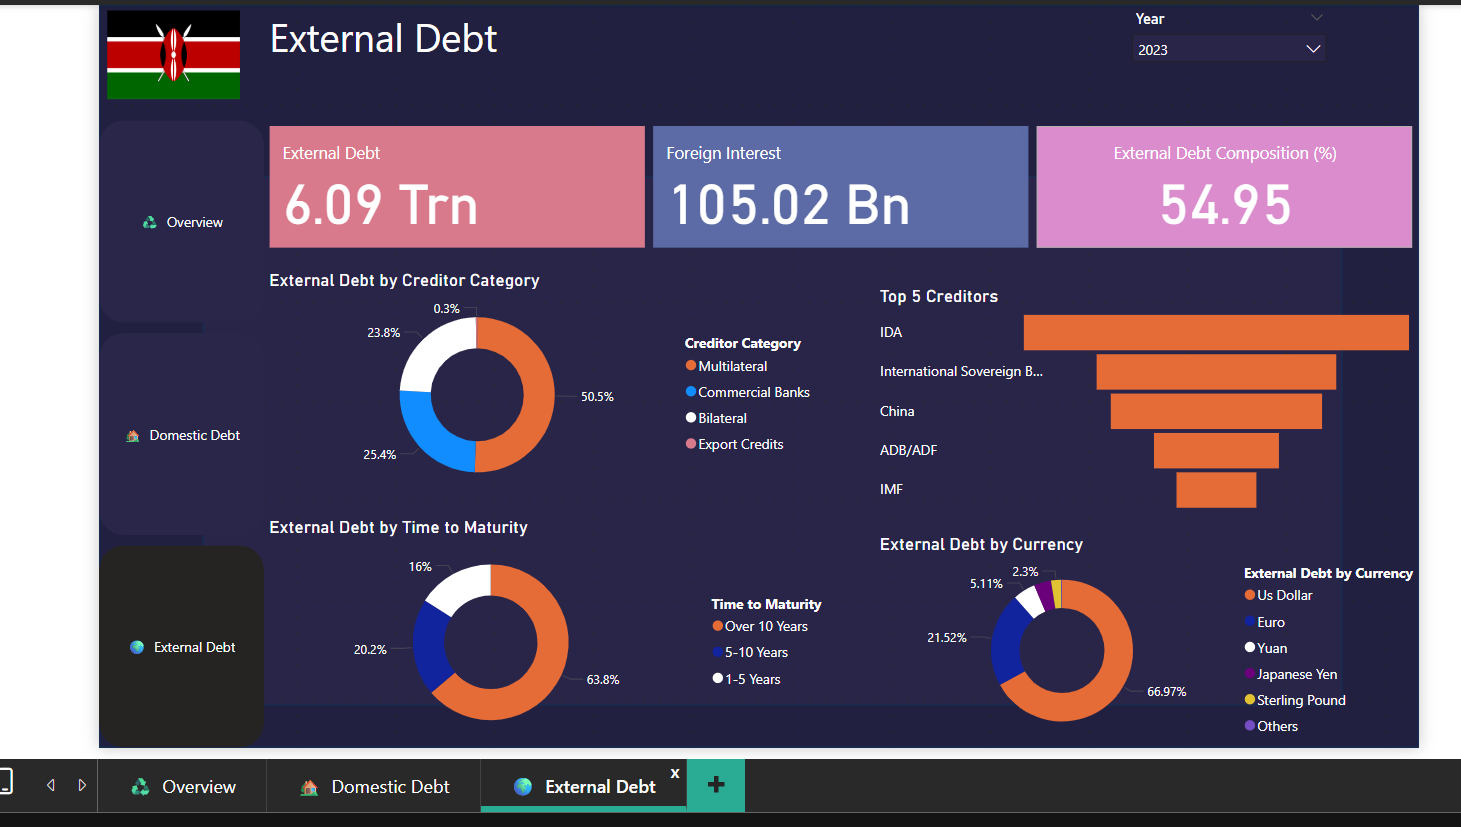 External Debt
Year
2023
External Debt
6.09 Trn
Foreign Interest
105.02 Bn
External Debt Composition (%)
54.95
Overview
Domestic Debt
External Debt
External Debt by Creditor Category
0.3%
23.8%
50.5%
25.4%
Creditor Category
Multilateral
Commercial Banks
Bilateral
Export Credits
Top 5 Creditors
IDA
International Sovereign B...
China
ADB/ADF
IMF
External Debt by Time to Maturity
16%
20.2%
63.8%
Time to Maturity
Over 10 Years
5-10 Years
1-5 Years
External Debt by Currency
2.3%
5.11%
21.52%
66.97%
External Debt by Currency
Us Dollar
Euro
Yuan
Japanese Yen
Sterling Pound
Others
Overview
Domestic Debt
External Debt
x
+